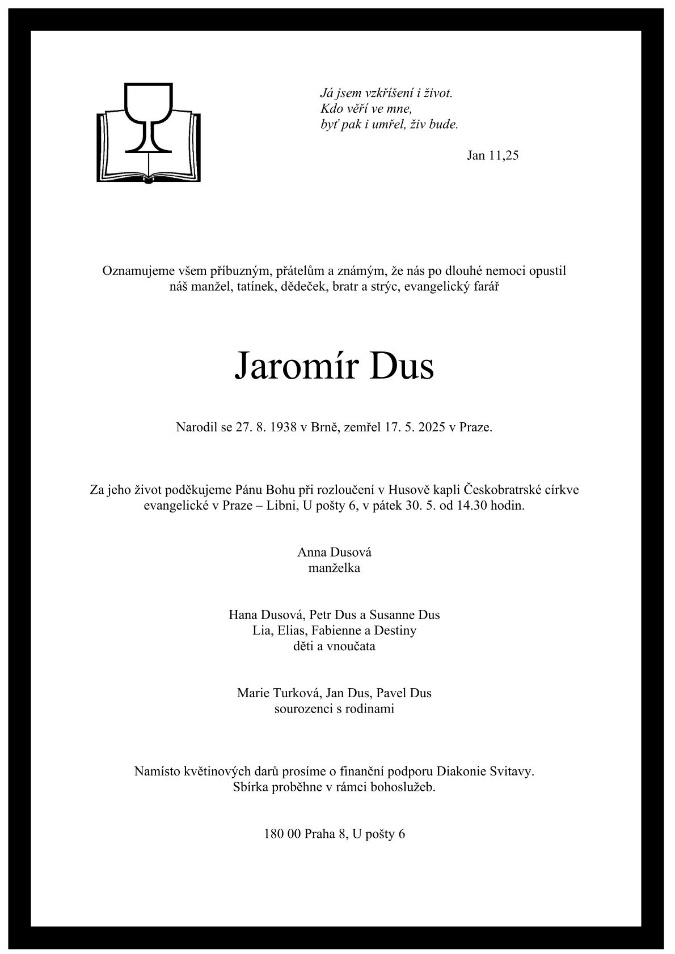 Já jsem vzkříšení i život.
Kdo věří ve mne,
byť pak i umřel, živ bude.
Jan 11,25
Oznamujeme všem příbuzným, přátelům a známým, že nás po dlouhé nemoci opustil
náš manžel, tatínek, dědeček, bratr a strýc, evangelický farář
Jaromír Dus
Narodil se 27. 8. 1938 v Brně, zemřel 17. 5. 2025 v Praze.
Za jeho život poděkujeme Pánu Bohu při rozloučení v Husově kapli Českobratrské církve
evangelické v Praze – Libni, U pošty 6, v pátek 30. 5. od 14.30 hodin.
Anna Dusová
manželka
Hana Dusová, Petr Dus a Susanne Dus
Lia, Elias, Fabienne a Destiny
děti a vnoučata
Marie Turková, Jan Dus, Pavel Dus
sourozenci s rodinami
Namísto květinových darů prosíme o finanční podporu Diakonie Svitavy.
Sbírka proběhne v rámci bohoslužeb.
180 00 Praha 8, U pošty 6